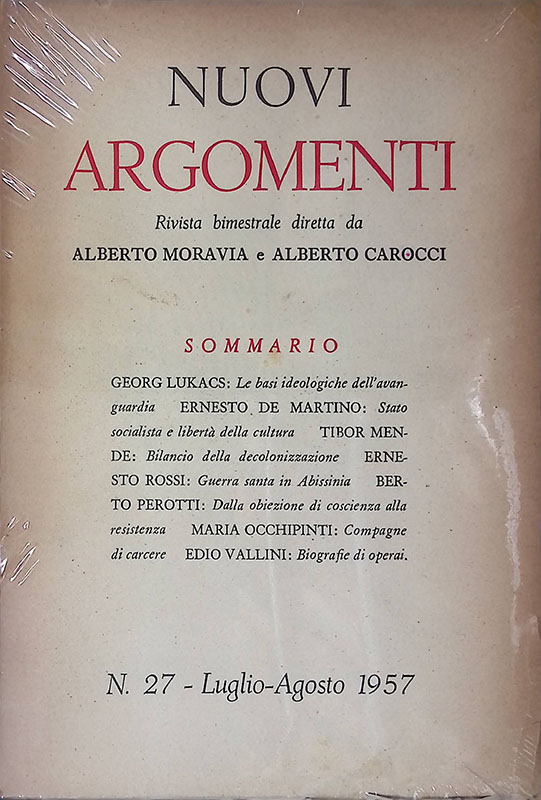 NUOVI
ARGOMENTI
Rivista bimestrale diretta da
ALBERTO MORAVIA e ALBERTO CAROCCI
SOMMARIO
GEORG LUKACS: Le basi ideologiche dell'avan-
guardia ERNESTO DE MARTINO: Stato
socialista e libertà della cultura TIBOR MEN-
DE: Bilancio della decolonizzazione ERNE-
STO ROSSI: Guerra santa in Abissinia BER-
TO PEROTTI: Dalla obiezione di coscienza alla
resistenza MARIA OCCHIPINTI: Compagne
di carcere EDIO VALLINI: Biografie di operai.
N. 27 - Luglio-Agosto 1957